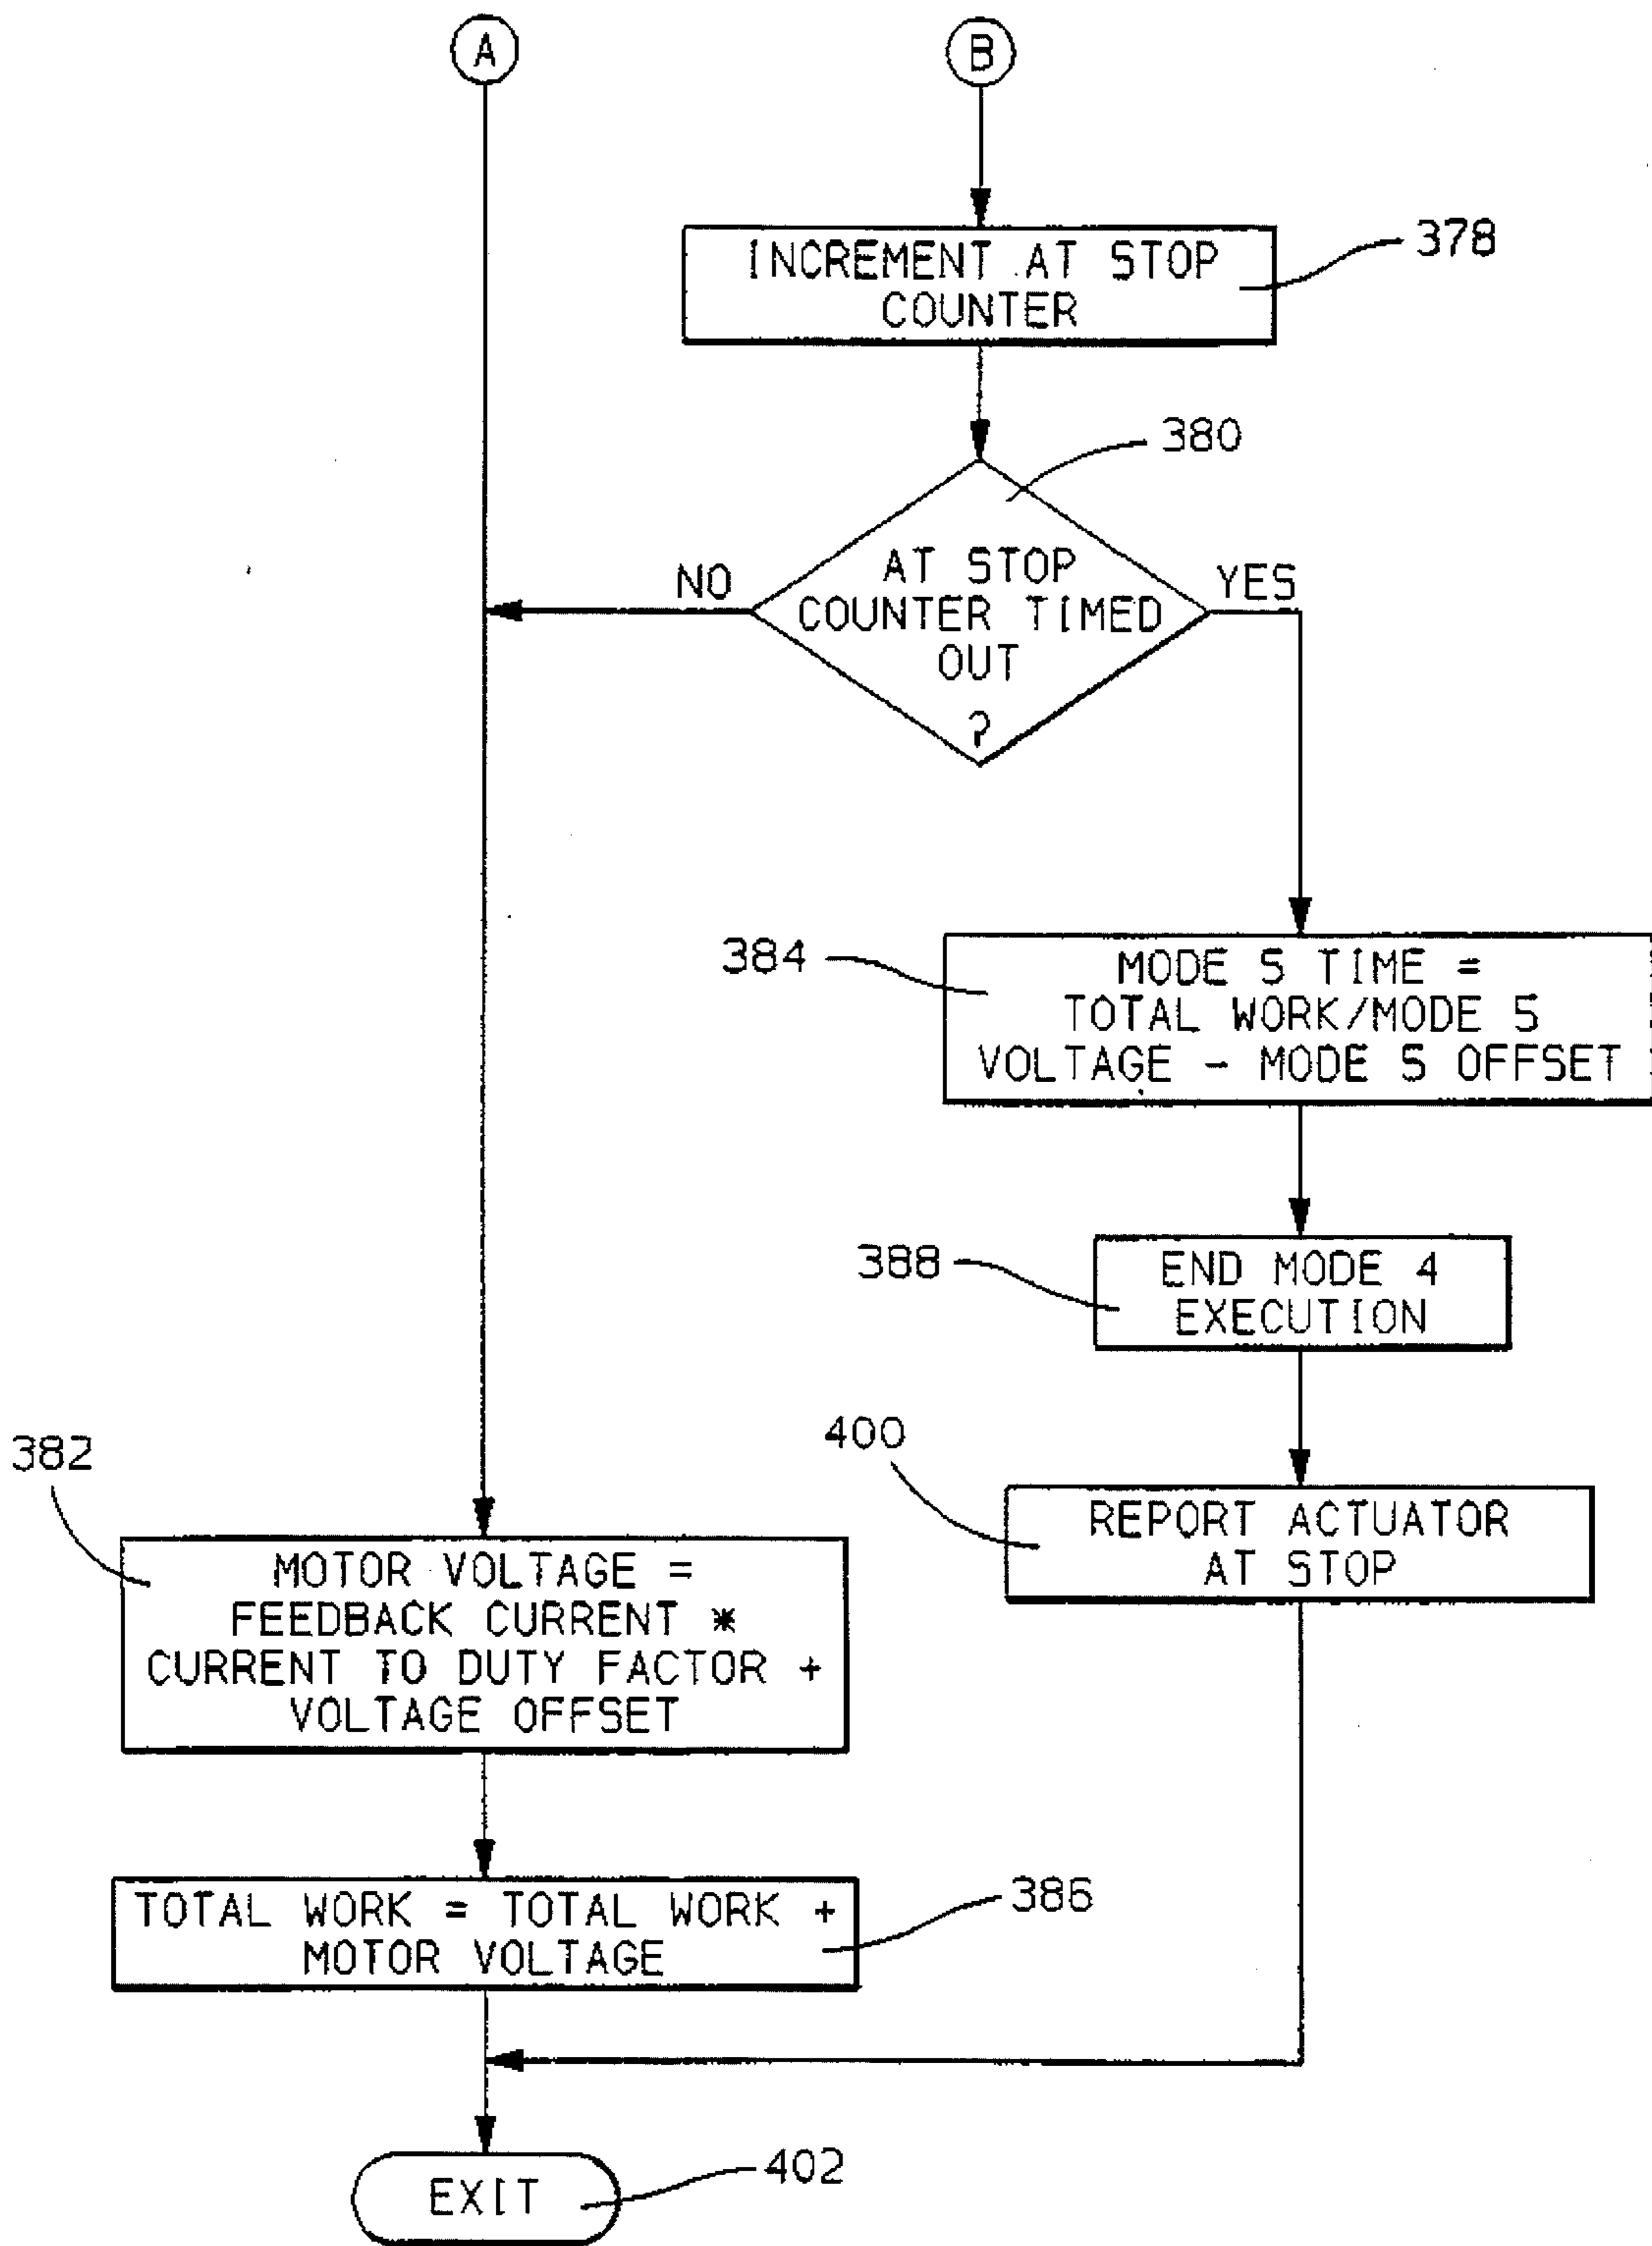 A
B
INCREMENT AT STOP
COUNTER
378
380
AT STOP
COUNTER TIMED
OUT
?
NO
YES
384
MODE 5 TIME =
TOTAL WORK/MODE 5
VOLTAGE - MODE 5 OFFSET
388
END MODE 4
EXECUTION
400
REPORT ACTUATOR
AT STOP
382
MOTOR VOLTAGE =
FEEDBACK CURRENT *
CURRENT TO DUTY FACTOR +
VOLTAGE OFFSET
386
TOTAL WORK = TOTAL WORK +
MOTOR VOLTAGE
EXIT
402